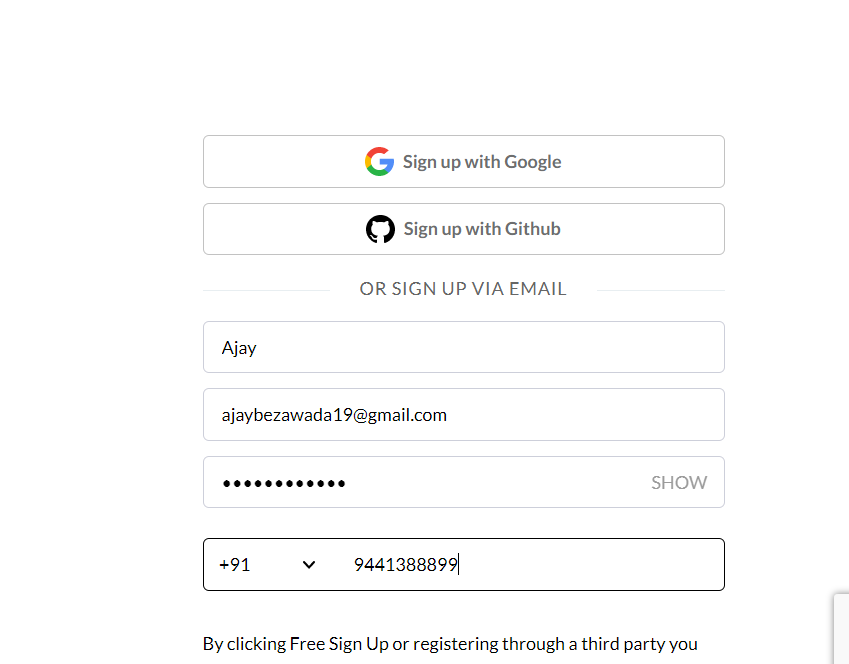 Sign up with Google
Sign up with Github
OR SIGN UP VIA EMAIL
Ajay
ajaybezawada19@gmail.com
•••••••••••• SHOW
+91 9441388899
By clicking Free Sign Up or registering through a third party you